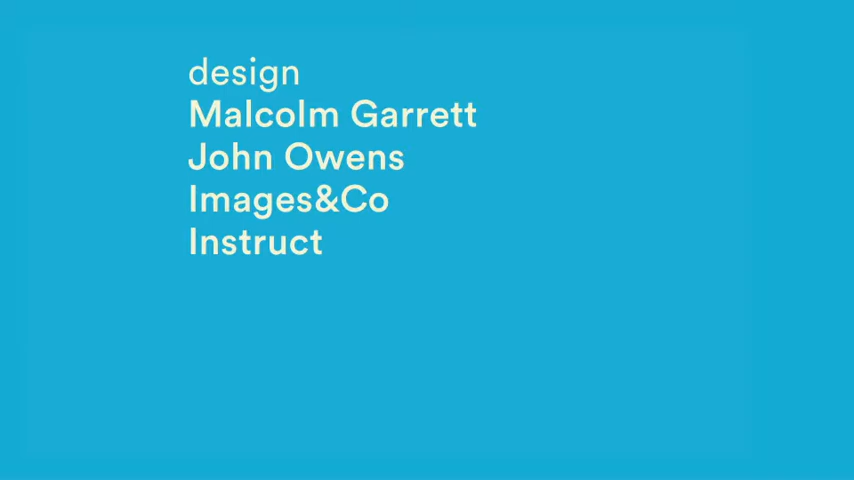 design
Malcolm Garrett
John Owens
Images&Co
Instruct